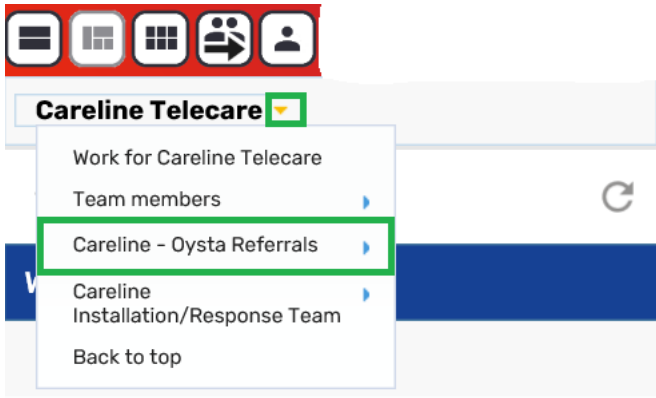 Careline Telecare
Work for Careline Telecare
Team members
Careline - Oysta Referrals
Careline
Installation/Response Team
Back to top